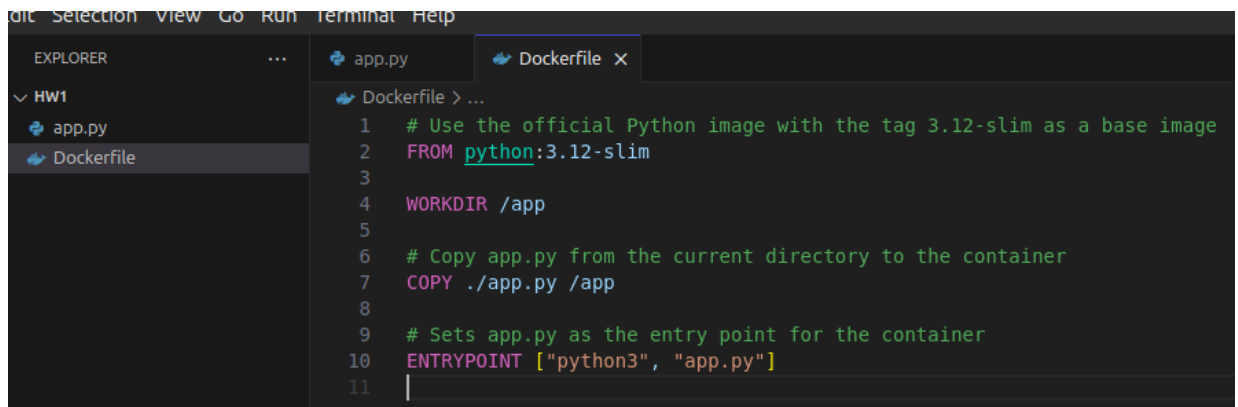 Edit Selection View Go Run Terminal Help
EXPLORER ...
app.py
Dockerfile ×
HW1
app.py
Dockerfile
Dockerfile > ...
1 # Use the official Python image with the tag 3.12-slim as a base image
2 FROM python:3.12-slim
3
4 WORKDIR /app
5
6 # Copy app.py from the current directory to the container
7 COPY ./app.py /app
8
9 # Sets app.py as the entry point for the container
10 ENTRYPOINT ["python3", "app.py"]
11